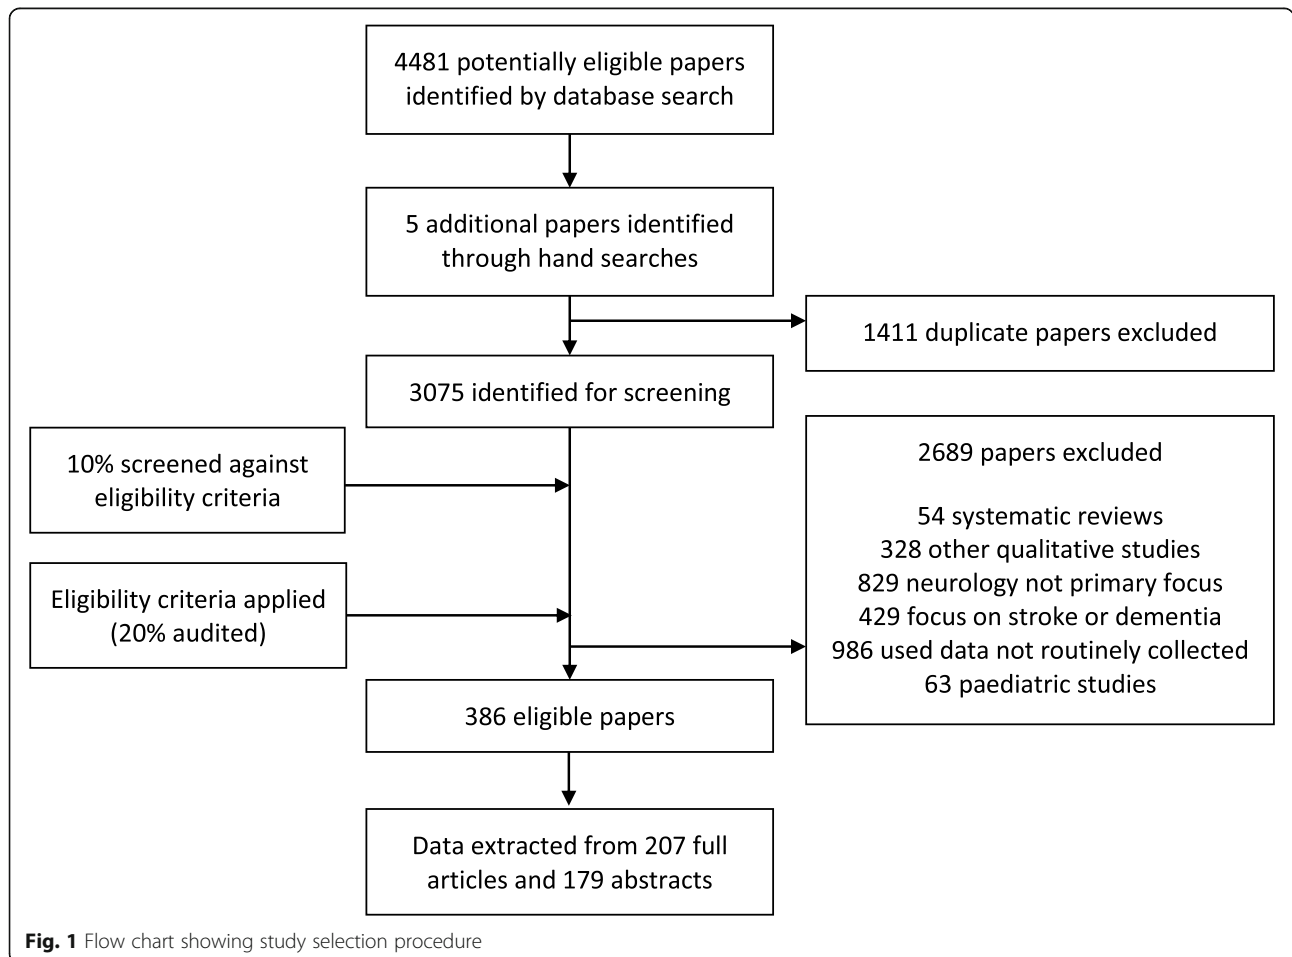 4481 potentially eligible papers
identified by database search
5 additional papers identified
through hand searches
1411 duplicate papers excluded
3075 identified for screening
10% screened against
eligibility criteria
Eligibility criteria applied
(20% audited)
2689 papers excluded
54 systematic reviews
328 other qualitative studies
829 neurology not primary focus
429 focus on stroke or dementia
986 used data not routinely collected
63 paediatric studies
386 eligible papers
Data extracted from 207 full
articles and 179 abstracts
Fig. 1 Flow chart showing study selection procedure